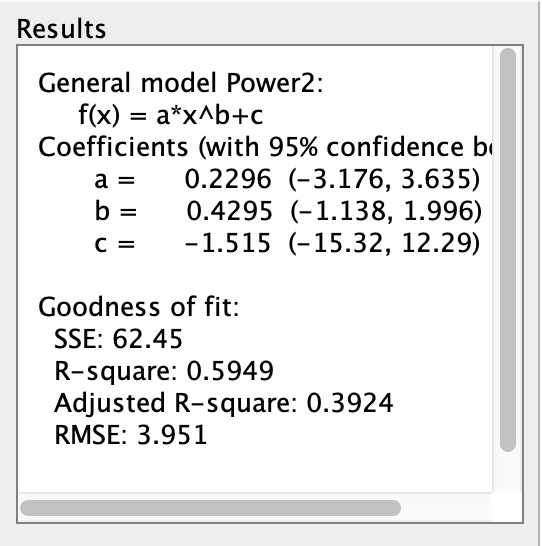 Results
General model Power2:
f(x) = a*x^b+c
Coefficients (with 95% confidence
a = 0.2296 (-3.176, 3.635)
b = 0.4295 (-1.138, 1.996)
c = -1.515 (-15.32, 12.29)
Goodness of fit:
SSE: 62.45
R-square: 0.5949
Adjusted R-square: 0.3924
RMSE: 3.951